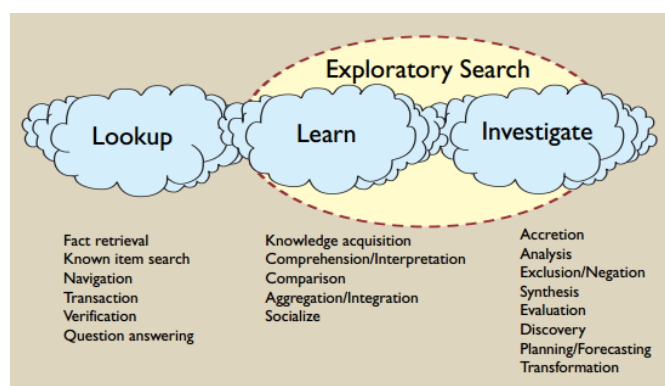 Exploratory Search
Lookup
Learn
Investigate
Fact retrieval
Known item search
Navigation
Transaction
Verification
Question answering
Knowledge acquisition
Comprehension/Interpretation
Comparison
Aggregation/Integration
Socialize
Accretion
Analysis
Exclusion/Negation
Synthesis
Evaluation
Discovery
Planning/Forecasting
Transformation